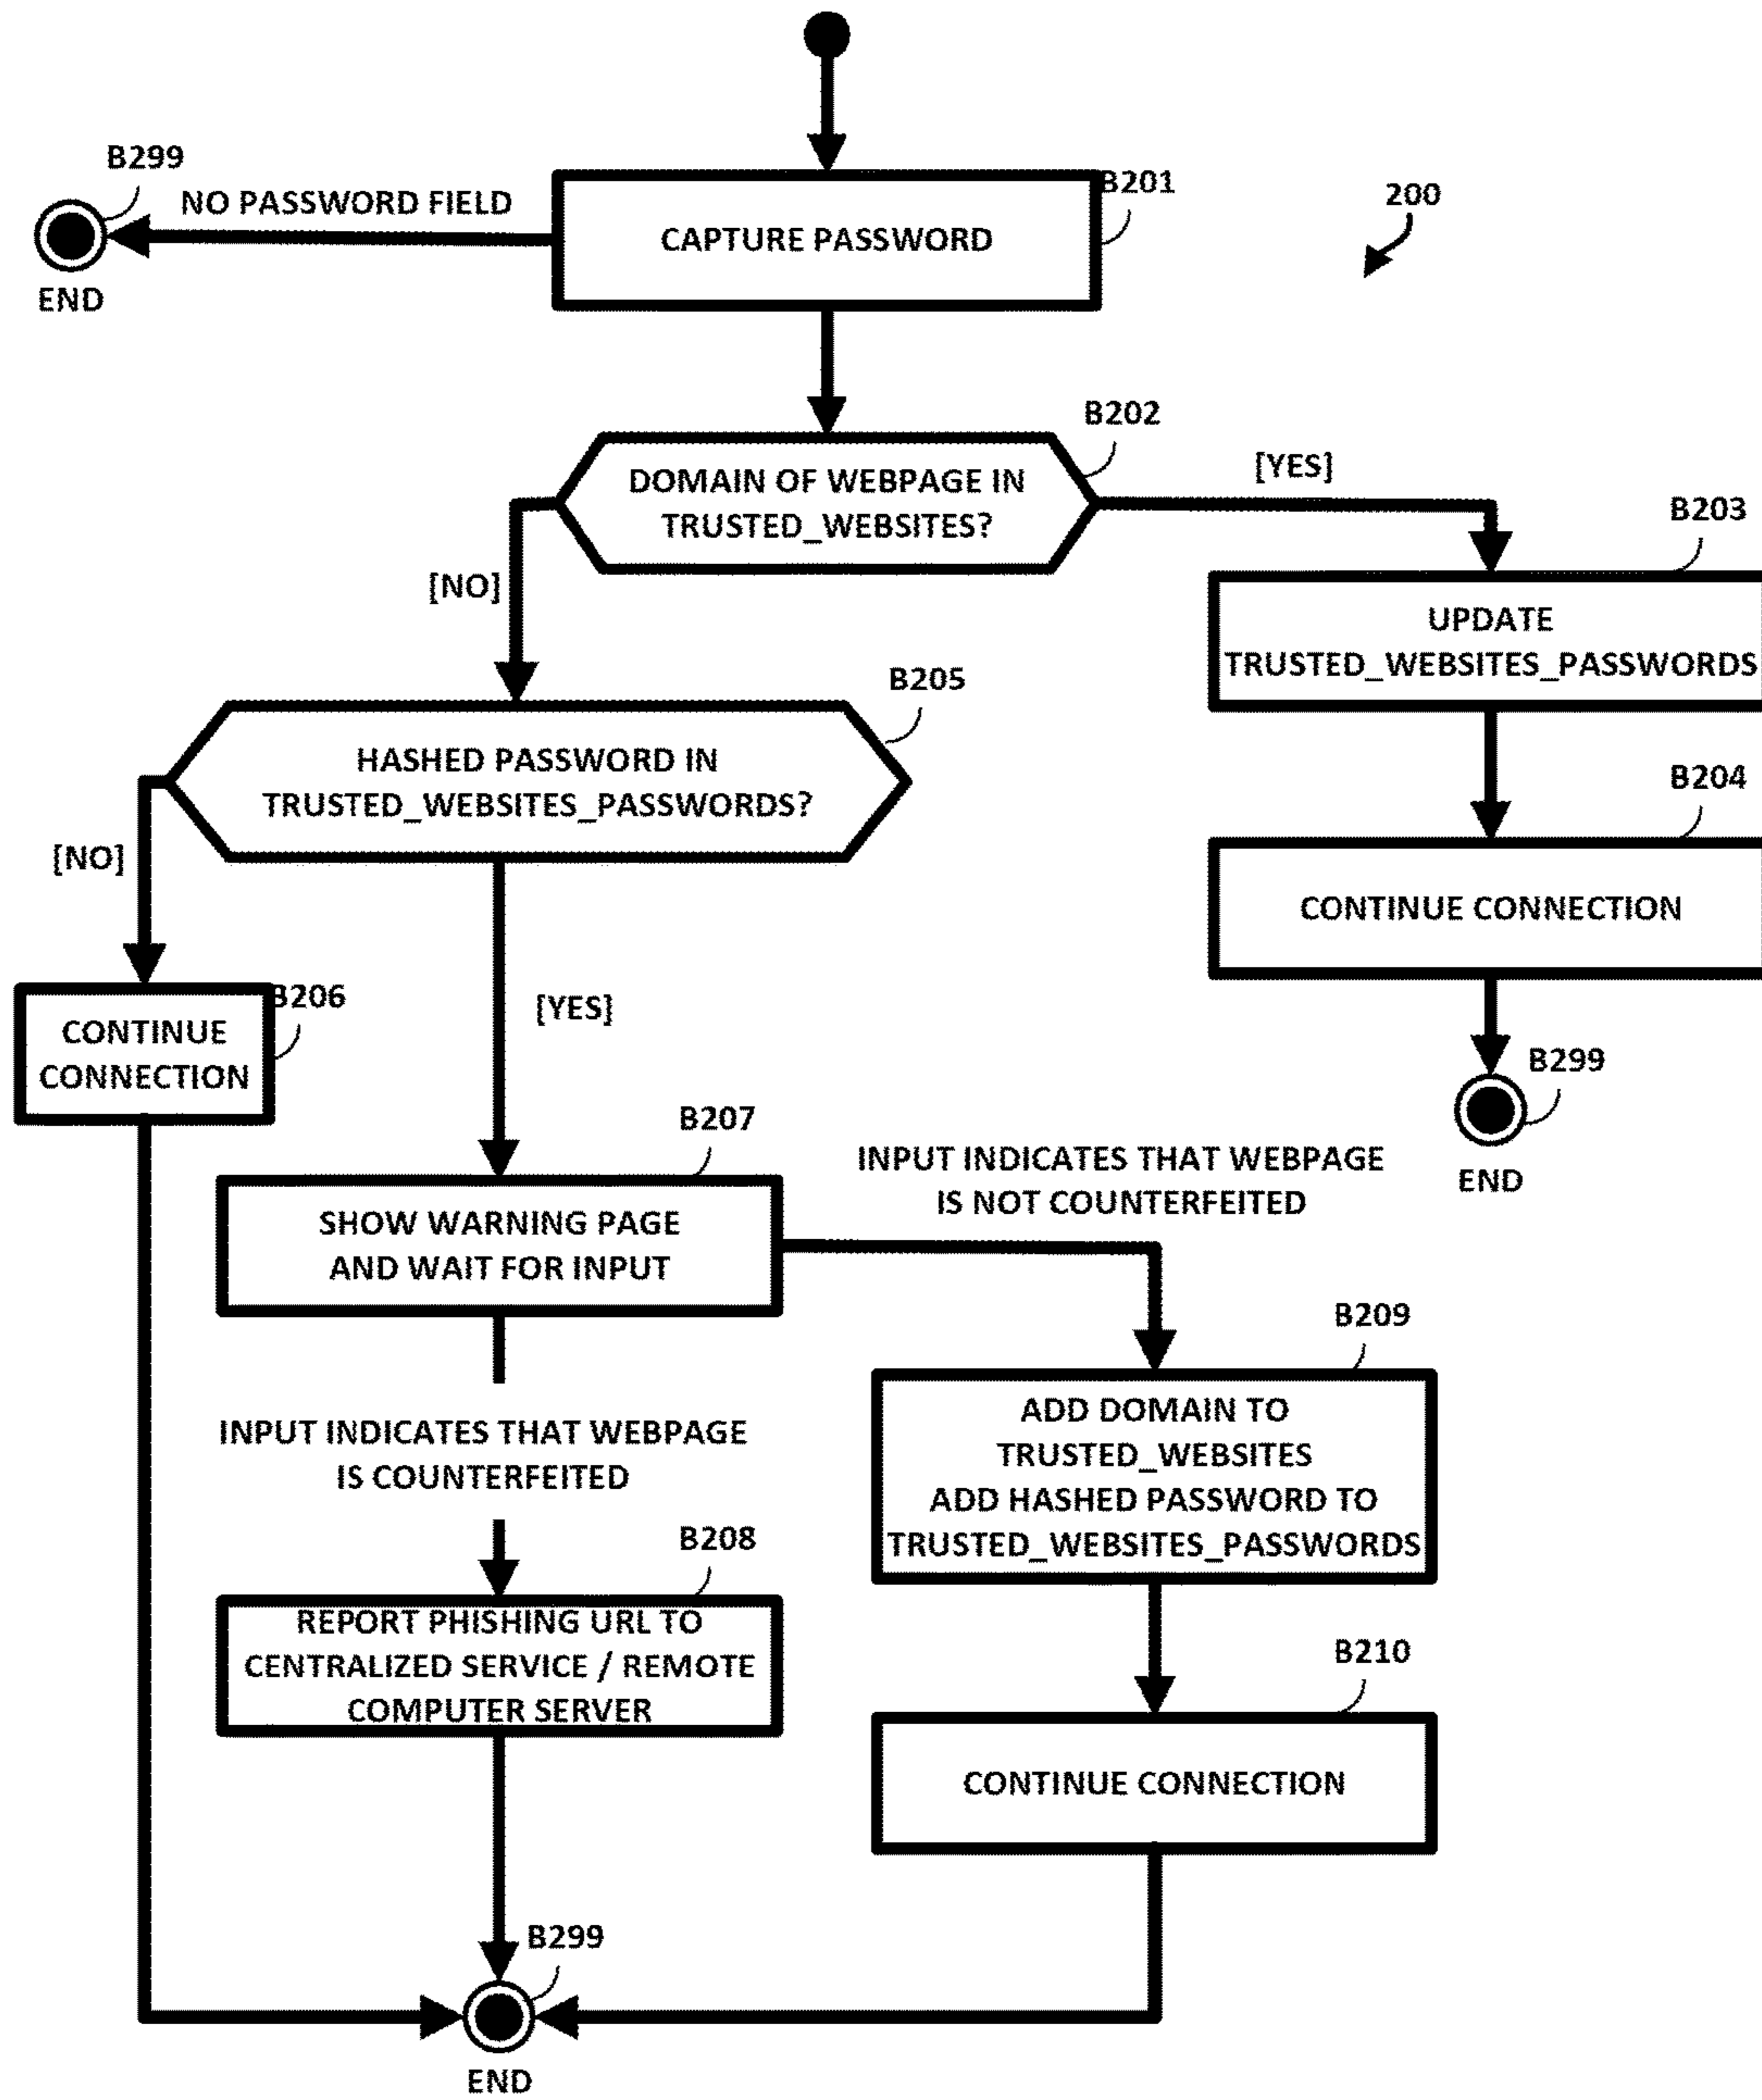 B299
NO PASSWORD FIELD
END
B201
CAPTURE PASSWORD
200
B202
DOMAIN OF WEBPAGE IN
TRUSTED_WEBSITES?
[YES]
[NO]
B203
UPDATE
TRUSTED_WEBSITES_PASSWORDS
B205
HASHED PASSWORD IN
TRUSTED_WEBSITES_PASSWORDS?
B204
CONTINUE CONNECTION
[NO]
B206
CONTINUE
CONNECTION
[YES]
B299
END
B207
SHOW WARNING PAGE
AND WAIT FOR INPUT
INPUT INDICATES THAT WEBPAGE
IS NOT COUNTERFEITED
B209
ADD DOMAIN TO
TRUSTED_WEBSITES
ADD HASHED PASSWORD TO
TRUSTED_WEBSITES_PASSWORDS
INPUT INDICATES THAT WEBPAGE
IS COUNTERFEITED
B208
REPORT PHISHING URL TO
CENTRALIZED SERVICE / REMOTE
COMPUTER SERVER
B210
CONTINUE CONNECTION
B299
END